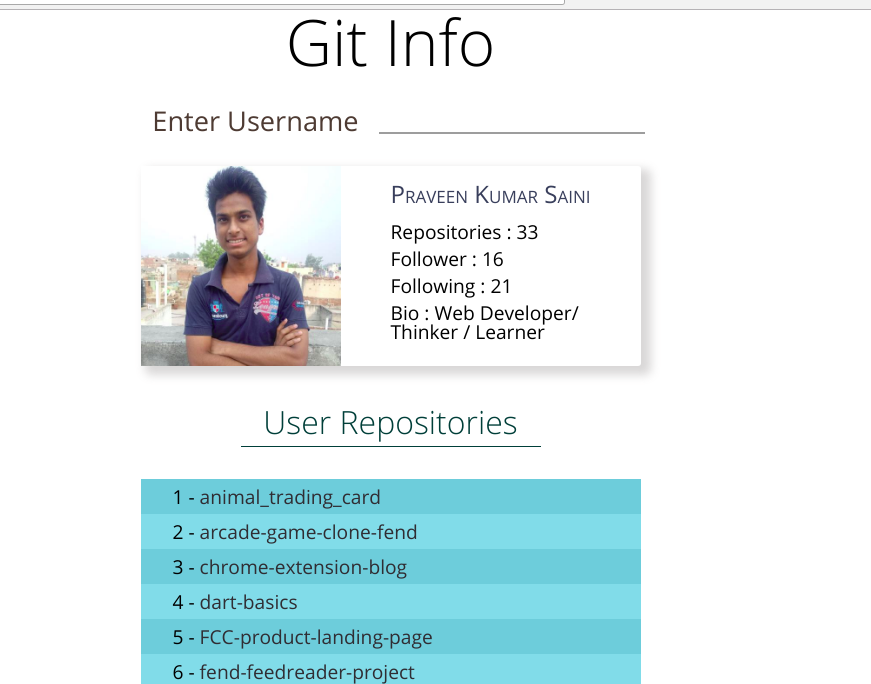 Git Info
Enter Username
Praveen Kumar Saini
Repositories : 33
Follower : 16
Following : 21
Bio : Web Developer/
Thinker / Learner
User Repositories
1 - animal_trading_card
2 - arcade-game-clone-fend
3 - chrome-extension-blog
4 - dart-basics
5 - FCC-product-landing-page
6 - fend-feedreader-project